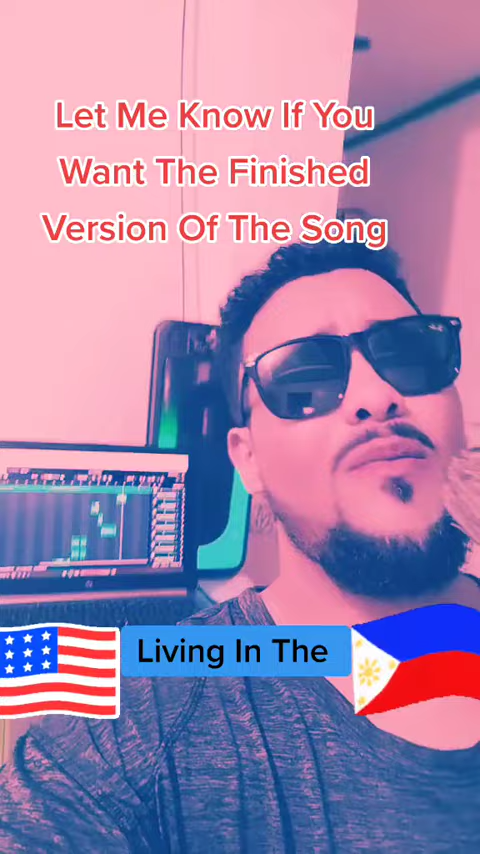 Let Me Know If You
Want The Finished
Version Of The Song
Living In The